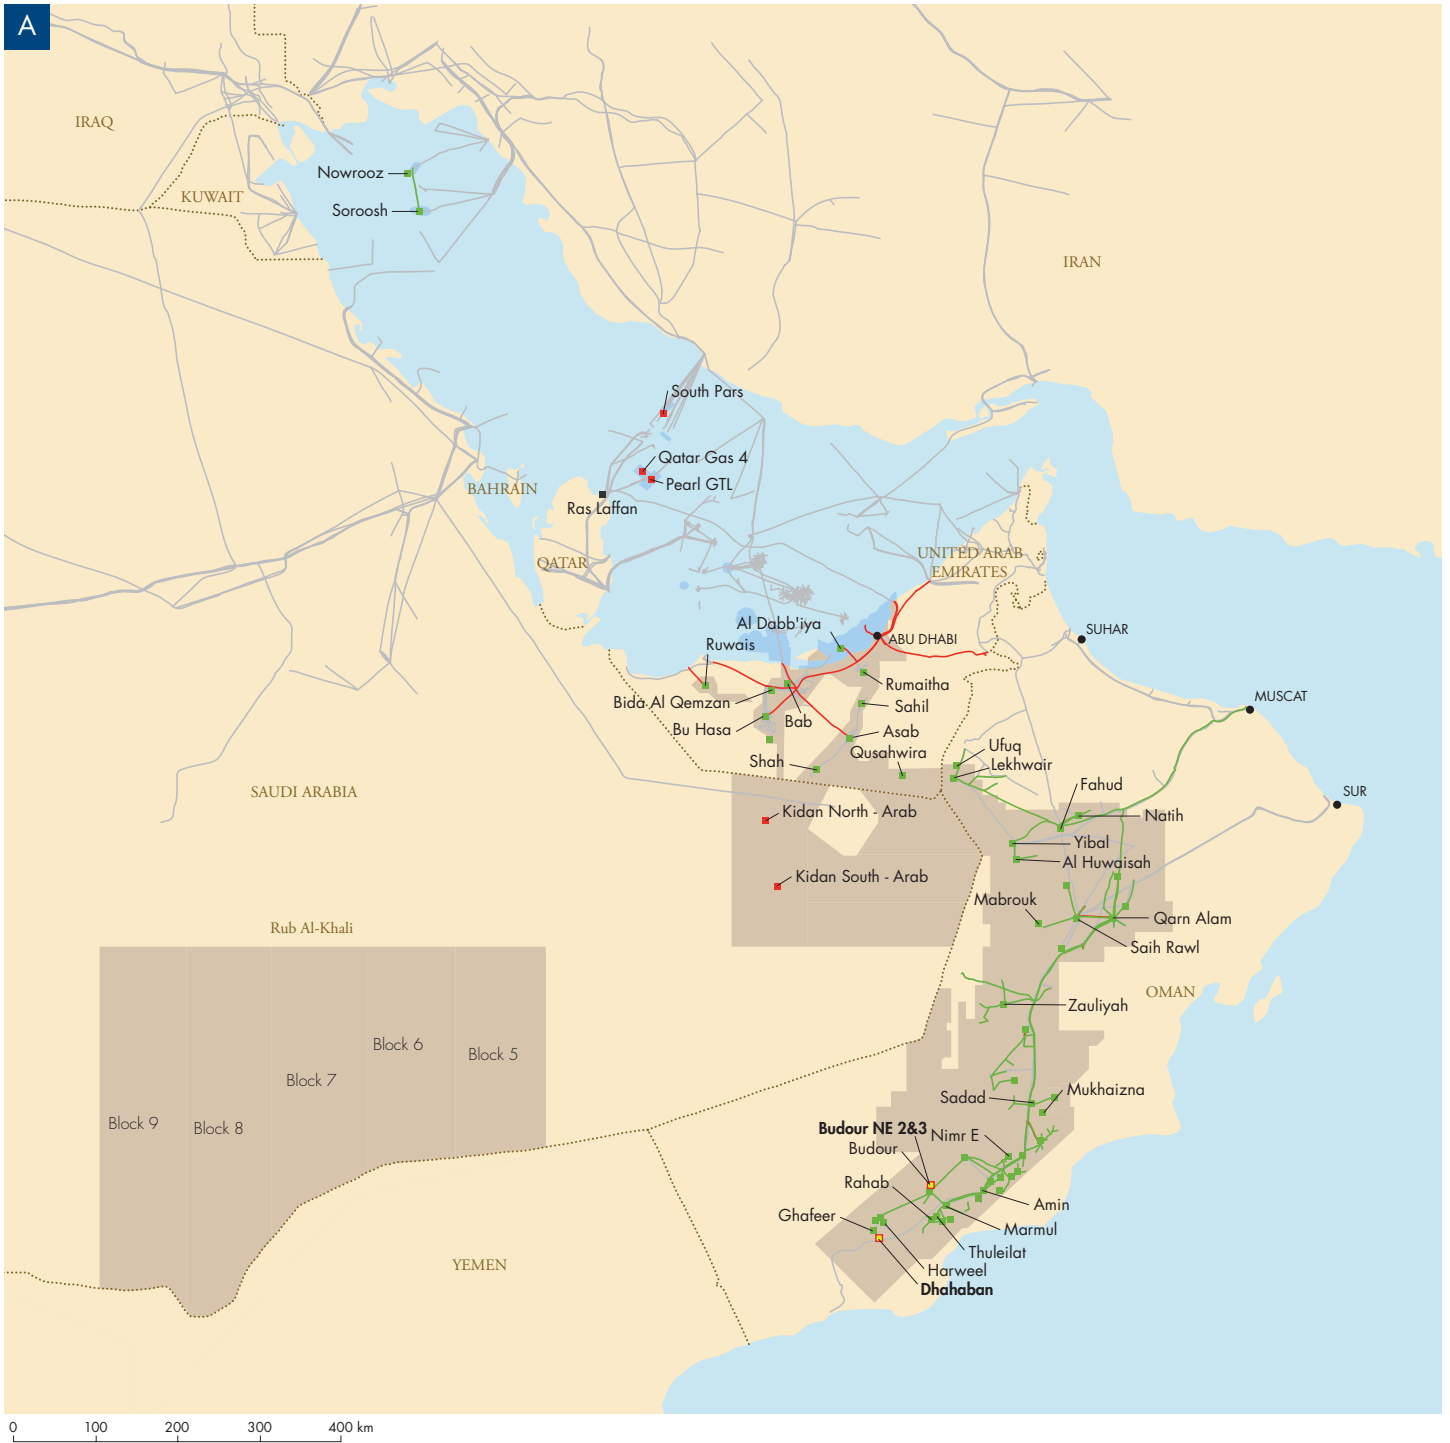 A
IRAQ
KUWAIT
Nowrooz
Soroosh
IRAN
South Pars
Qatar Gas 4
Pearl GTL
BAHRAIN
Ras Laffan
QATAR
UNITED ARAB
EMIRATES
Al Dabb'iya
ABU DHABI
SUHAR
Ruwais
Rumaitha
MUSCAT
Bida Al Qemzan
Sahil
Bu Hasa
Bab
Asab
Qusahwira
Ufuq
Shah
Lekhwair
Fahud
SAUDI ARABIA
SUR
Kidan North - Arab
Natih
Yibal
Al Huwaisah
Kidan South - Arab
Mabrouk
Qarn Alam
Rub Al-Khali
Saih Rawl
OMAN
Zauliyah
Block 6
Block 5
Block 7
Mukhaizna
Sadad
Block 9
Block 8
Budour NE 2&3
Nimr E
Budour
Rahab
Amin
Ghafeer
Marmul
Thuleilat
YEMEN
Harweel
Dhahaban
0 100 200 300 400 km